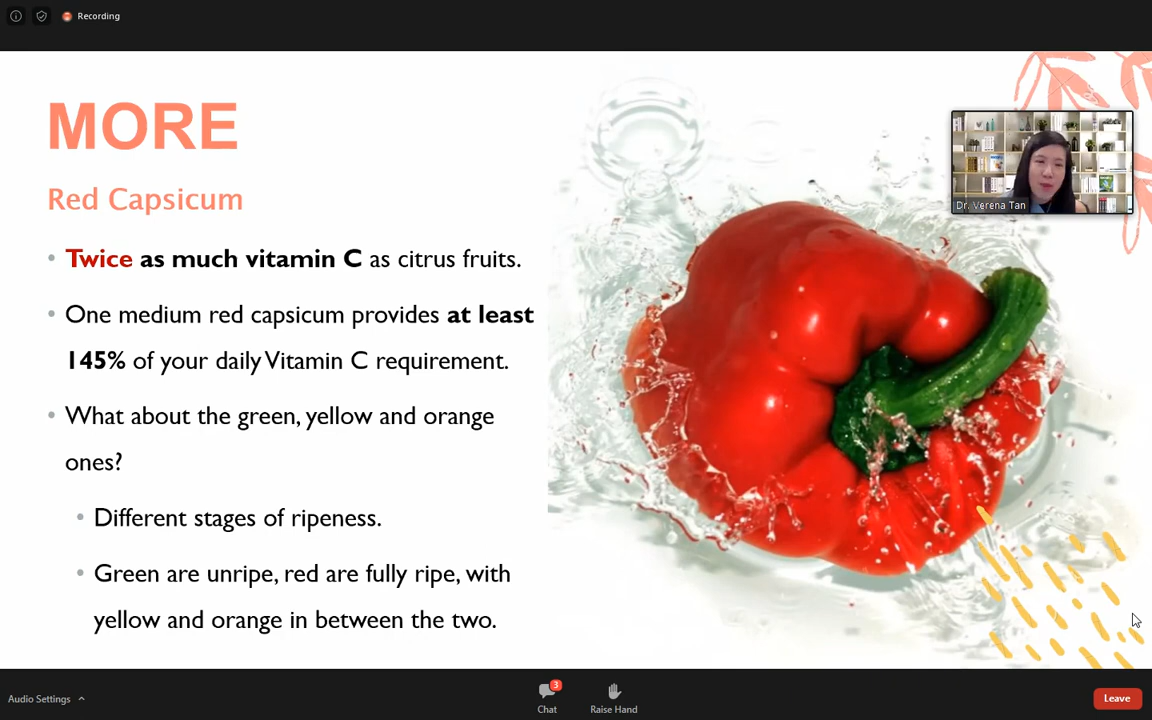 Recording
MORE
Red Capsicum
Dr. Verena Tan
• Twice as much vitamin C as citrus fruits.
• One medium red capsicum provides at least
145% of your daily Vitamin C requirement.
• What about the green, yellow and orange
ones?
• Different stages of ripeness.
• Green are unripe, red are fully ripe, with
yellow and orange in between the two.
Audio Settings
3
Chat
Raise Hand
Leave